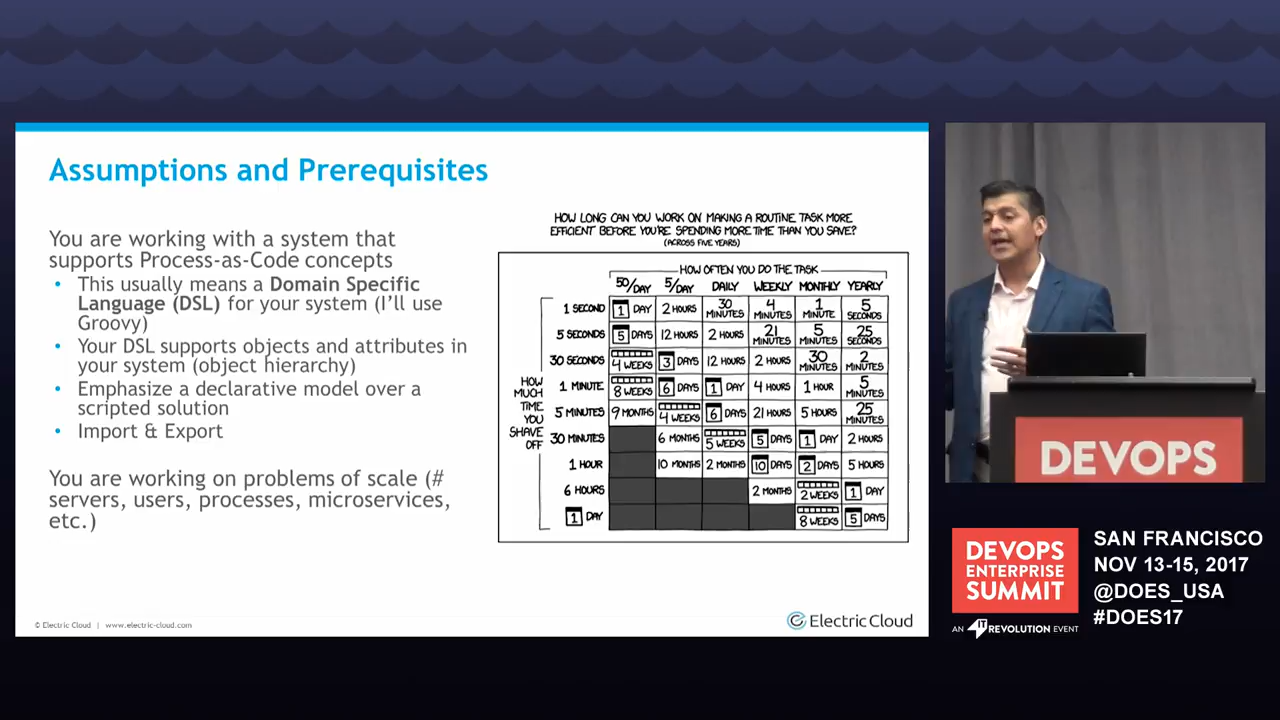 Assumptions and Prerequisites
You are working with a system that
supports Process-as-Code concepts
• This usually means a Domain Specific
Language (DSL) for your system (I'll use
Groovy)
• Your DSL supports objects and attributes in
your system (object hierarchy)
• Emphasize a declarative model over a
scripted solution
• Import & Export
You are working on problems of scale (#
servers, users, processes, microservices,
etc.)
HOW LONG CAN YOU WORK ON MAKING A ROUTINE TASK MORE
EFFICIENT BEFORE YOU'RE SPENDING MORE TIME THAN YOU SAVE?
(ACROSS FIVE YEARS)
HOW OFTEN YOU DO THE TASK
50/DAY 5/DAY DAILY WEEKLY MONTHLY YEARLY
HOW
MUCH
TIME
YOU
SHAVE
OFF
1 SECOND 1 DAY 2 HOURS 30 MINUTES 4 MINUTES 1 MINUTE 5 SECONDS
5 SECONDS 5 DAYS 12 HOURS 2 HOURS 21 MINUTES 5 MINUTES 25 SECONDS
30 SECONDS 4 WEEKS 3 DAYS 12 HOURS 2 HOURS 30 MINUTES 2 MINUTES
1 MINUTE 8 WEEKS 6 DAYS 1 DAY 4 HOURS 1 HOUR 5 MINUTES
5 MINUTES 9 MONTHS 4 WEEKS 6 DAYS 21 HOURS 5 HOURS 25 MINUTES
30 MINUTES 6 MONTHS 5 WEEKS 5 DAYS 1 DAY 2 HOURS
1 HOUR 10 MONTHS 2 MONTHS 10 DAYS 2 DAYS 5 HOURS
6 HOURS 2 MONTHS 2 WEEKS 1 DAY
1 DAY 8 WEEKS 5 DAYS
© Electric Cloud | www.electric-cloud.com
Electric Cloud
DEVOPS
DEVOPS
ENTERPRISE
SUMMIT
AN IT REVOLUTION EVENT
SAN FRANCISCO
NOV 13-15, 2017
@DOES_USA
#DOES17